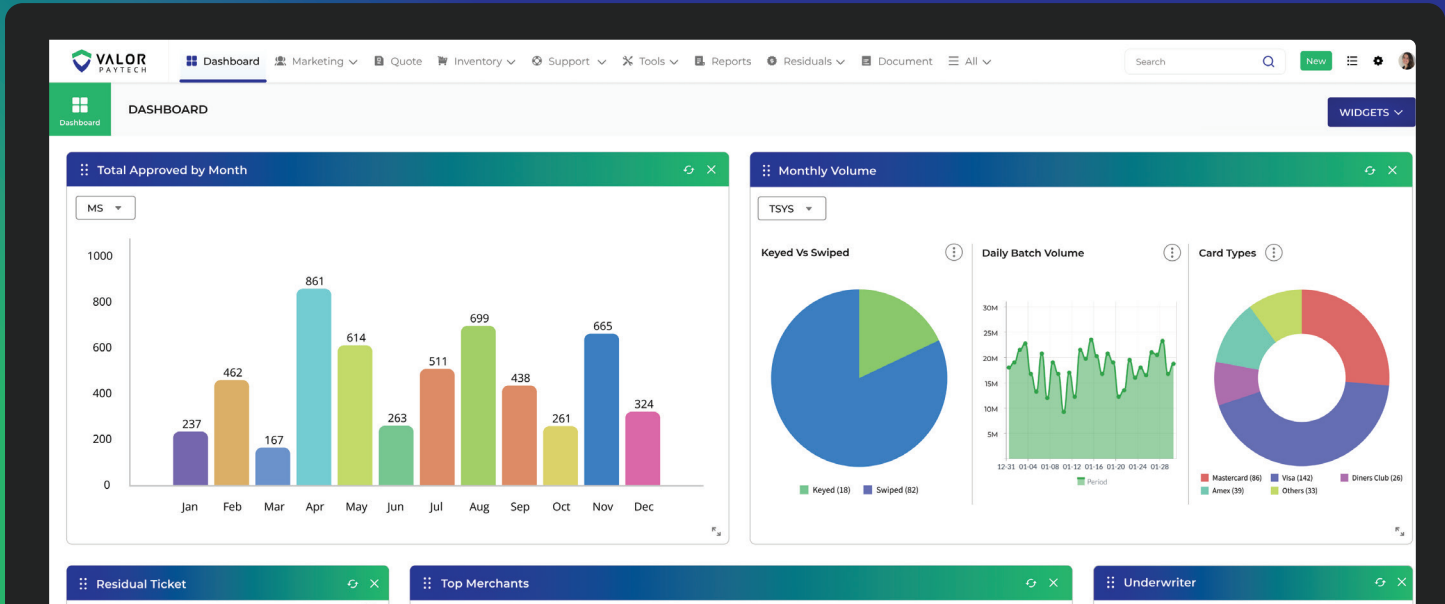 VALOR
PAYTECH
Dashboard Marketing Quote Inventory Support Tools Reports Residuals Document All
Search
New
Dashboard
DASHBOARD
WIDGETS
Total Approved by Month
MS
1000
800
600
400
200
0
237
462
167
861
614
263
511
699
438
261
665
324
Jan Feb Mar Apr May Jun Jul Aug Sep Oct Nov Dec
Monthly Volume
TSYS
Keyed Vs Swiped
Keyed (18) Swiped (82)
Daily Batch Volume
30M
25M
20M
15M
10M
5M
12-31 01-04 01-08 01-12 01-16 01-20 01-24 01-28
Period
Card Types
Mastercard (86) Visa (142) Diners Club (26)
Amex (39) Others (33)
Residual Ticket
Top Merchants
Underwriter